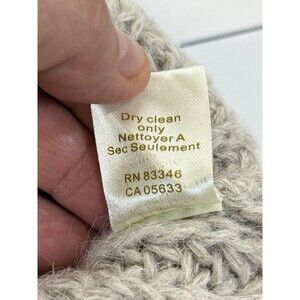 Dry clean
only
Nettoyer A
Sec Seulement
RN 83346
CA 05633